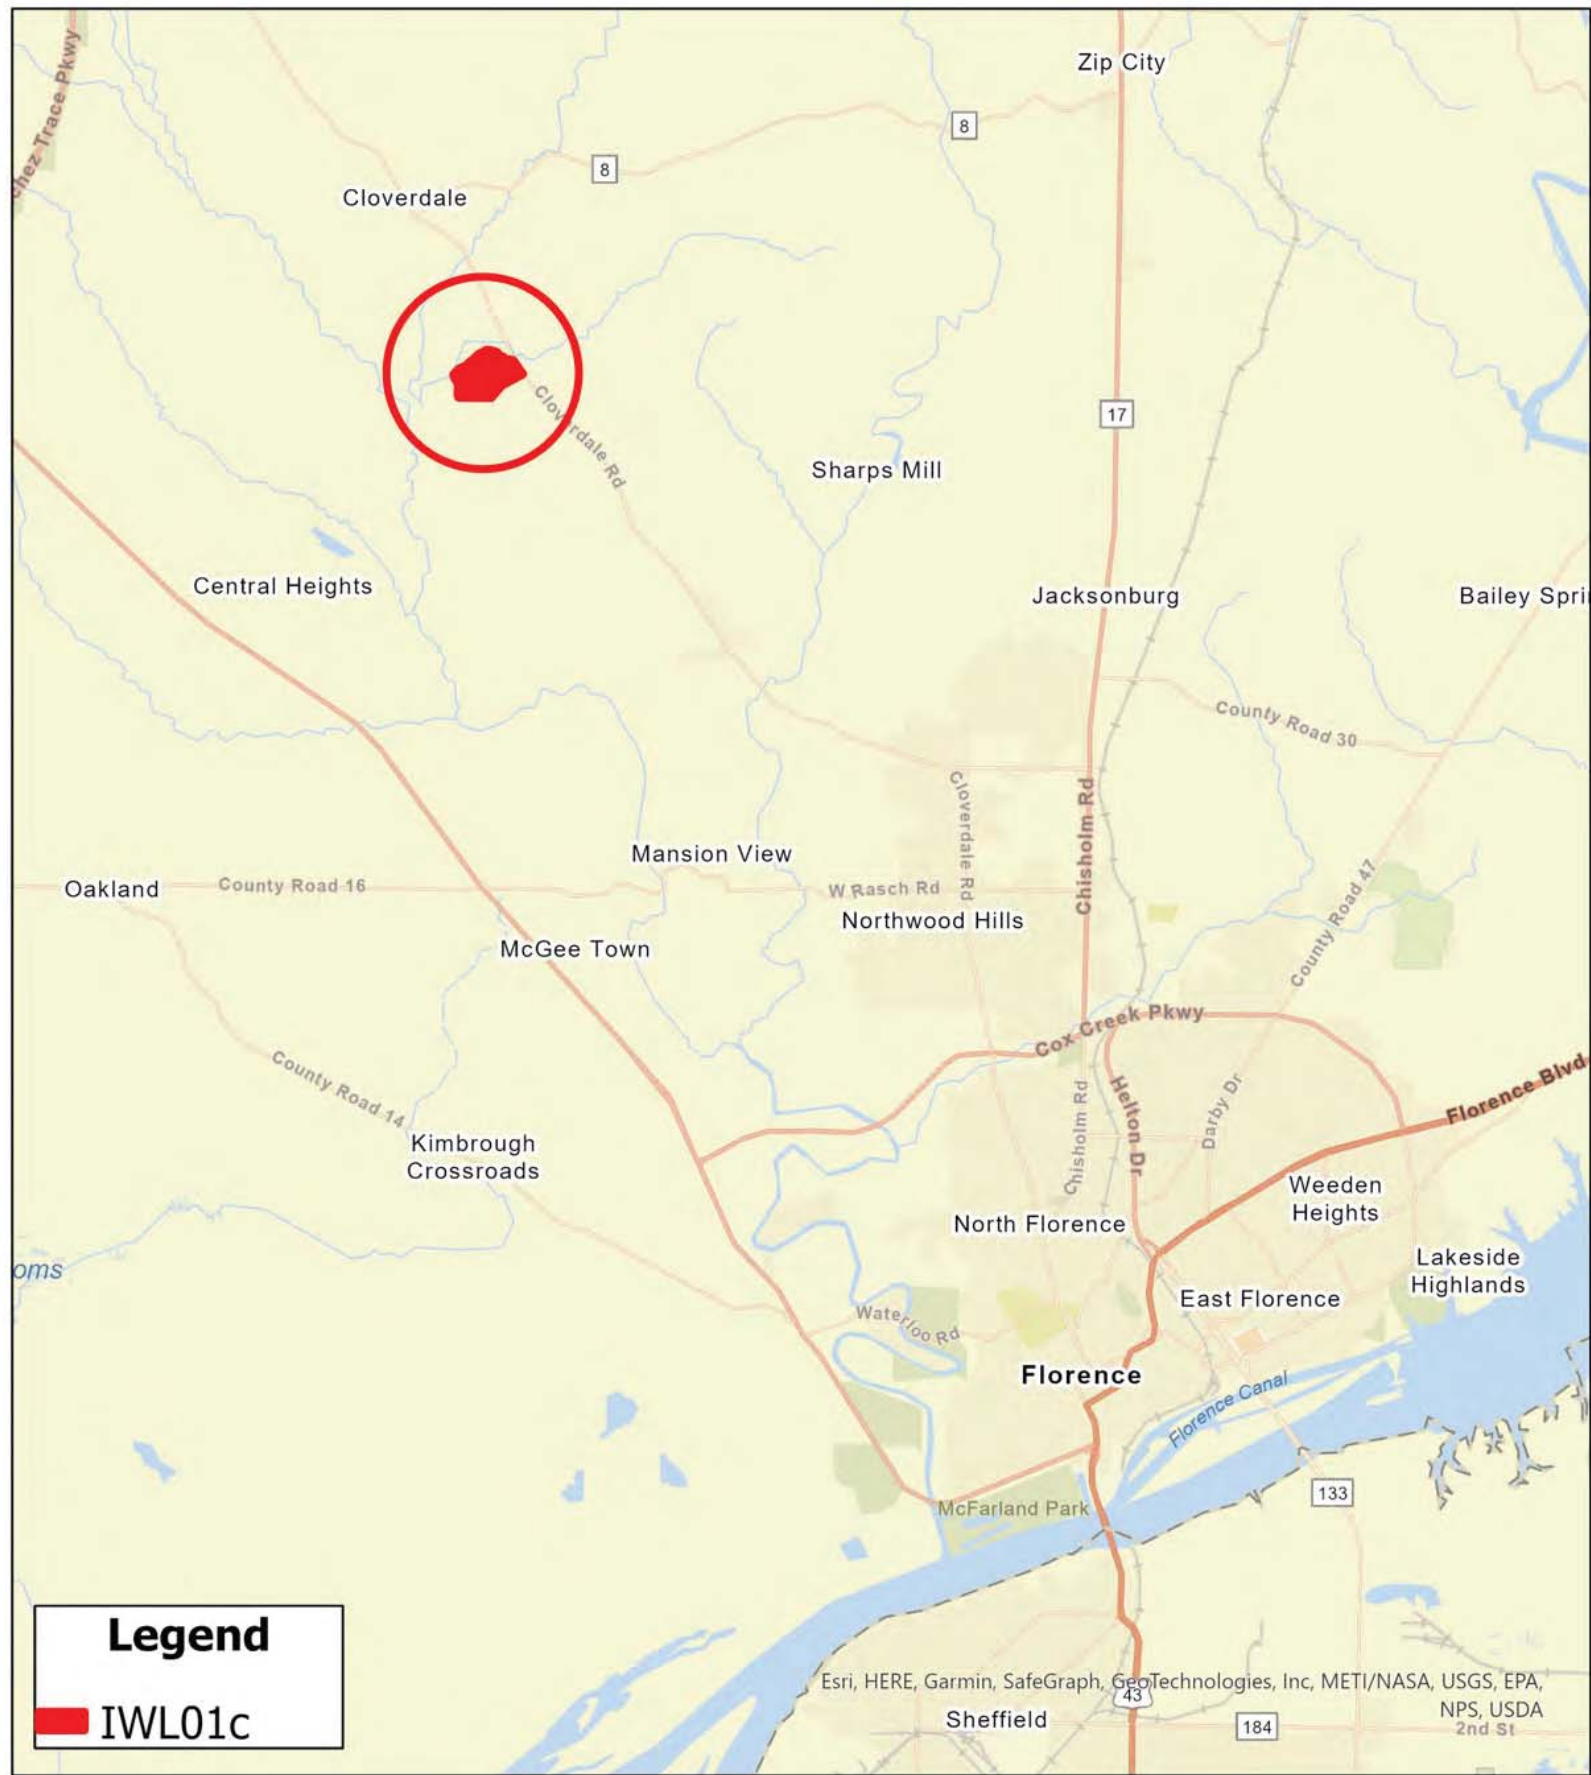 Zip City
chez Trace Pkwy
8
8
Cloverdale
17
Cloverdale Rd
Sharps Mill
Central Heights
Jacksonburg
Bailey Sprin
County Road 30
Cloverdale Rd
Chisholm Rd
Mansion View
Oakland
County Road 16
W Rasch Rd
Northwood Hills
County Road 47
McGee Town
Cox Creek Pkwy
County Road 14
Chisholm Rd
Helton Dr
Darby Dr
Florence Blvd
Kimbrough
Crossroads
Weeden
Heights
North Florence
oms
Lakeside
Highlands
East Florence
Waterloo Rd
Florence
Florence Canal
133
McFarland Park
Legend
IWL01c
Esri, HERE, Garmin, SafeGraph, GeoTechnologies, Inc, METI/NASA, USGS, EPA,
NPS, USDA
43
Sheffield
184
2nd St